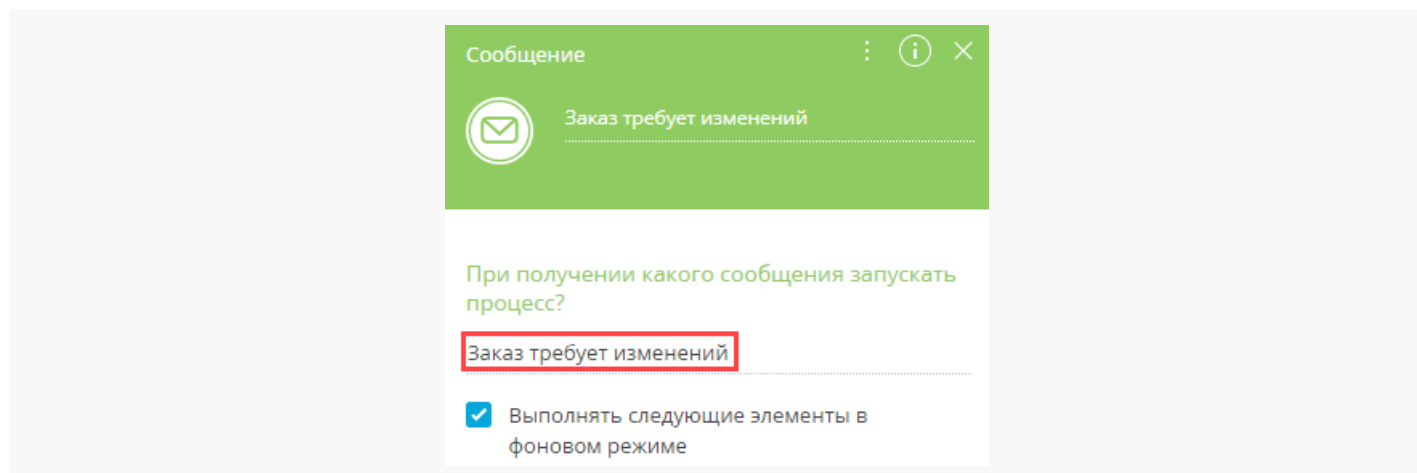 Сообщение
Заказ требует изменений
При получении какого сообщения запускать
процесс?
Заказ требует изменений
Выполнять следующие элементы в
фоновом режиме